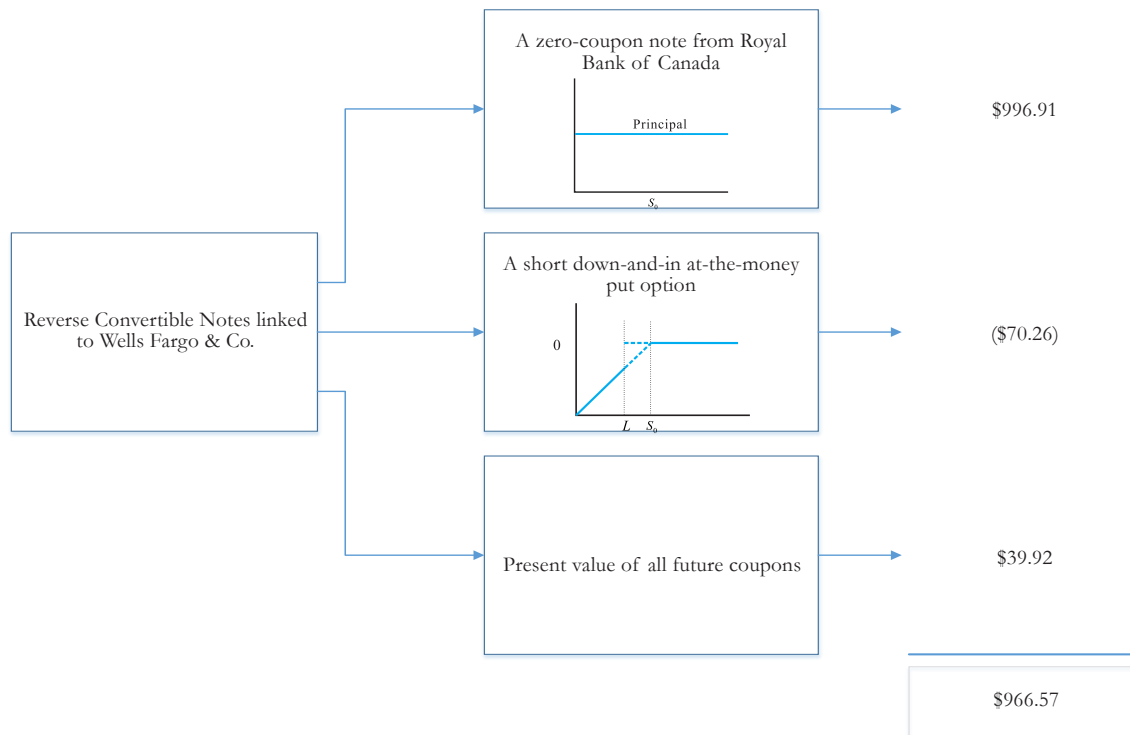 A zero-coupon note from Royal
Bank of Canada
Principal
S₀
$996.91
Reverse Convertible Notes linked
to Wells Fargo & Co.
A short down-and-in at-the-money
put option
0
L S₀
($70.26)
Present value of all future coupons
$39.92
$966.57